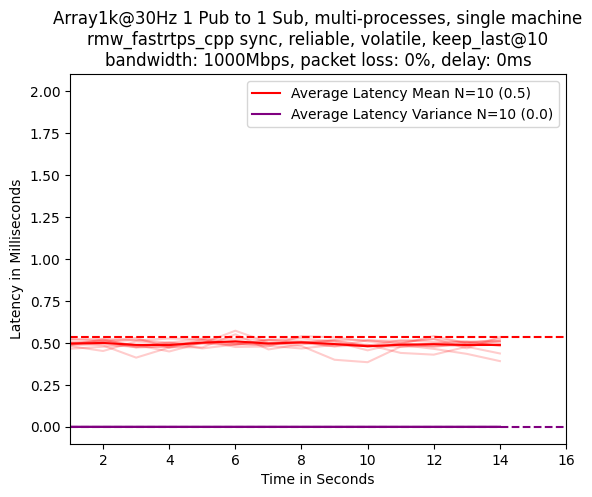 Array1k@30Hz 1 Pub to 1 Sub, multi-processes, single machine
rmw_fastrtps_cpp sync, reliable, volatile, keep_last@10
bandwidth: 1000Mbps, packet loss: 0%, delay: 0ms
Average Latency Mean N=10 (0.5)
Average Latency Variance N=10 (0.0)
Latency in Milliseconds
2.00
1.75
1.50
1.25
1.00
0.75
0.50
0.25
0.00
2 4 6 8 10 12 14 16
Time in Seconds